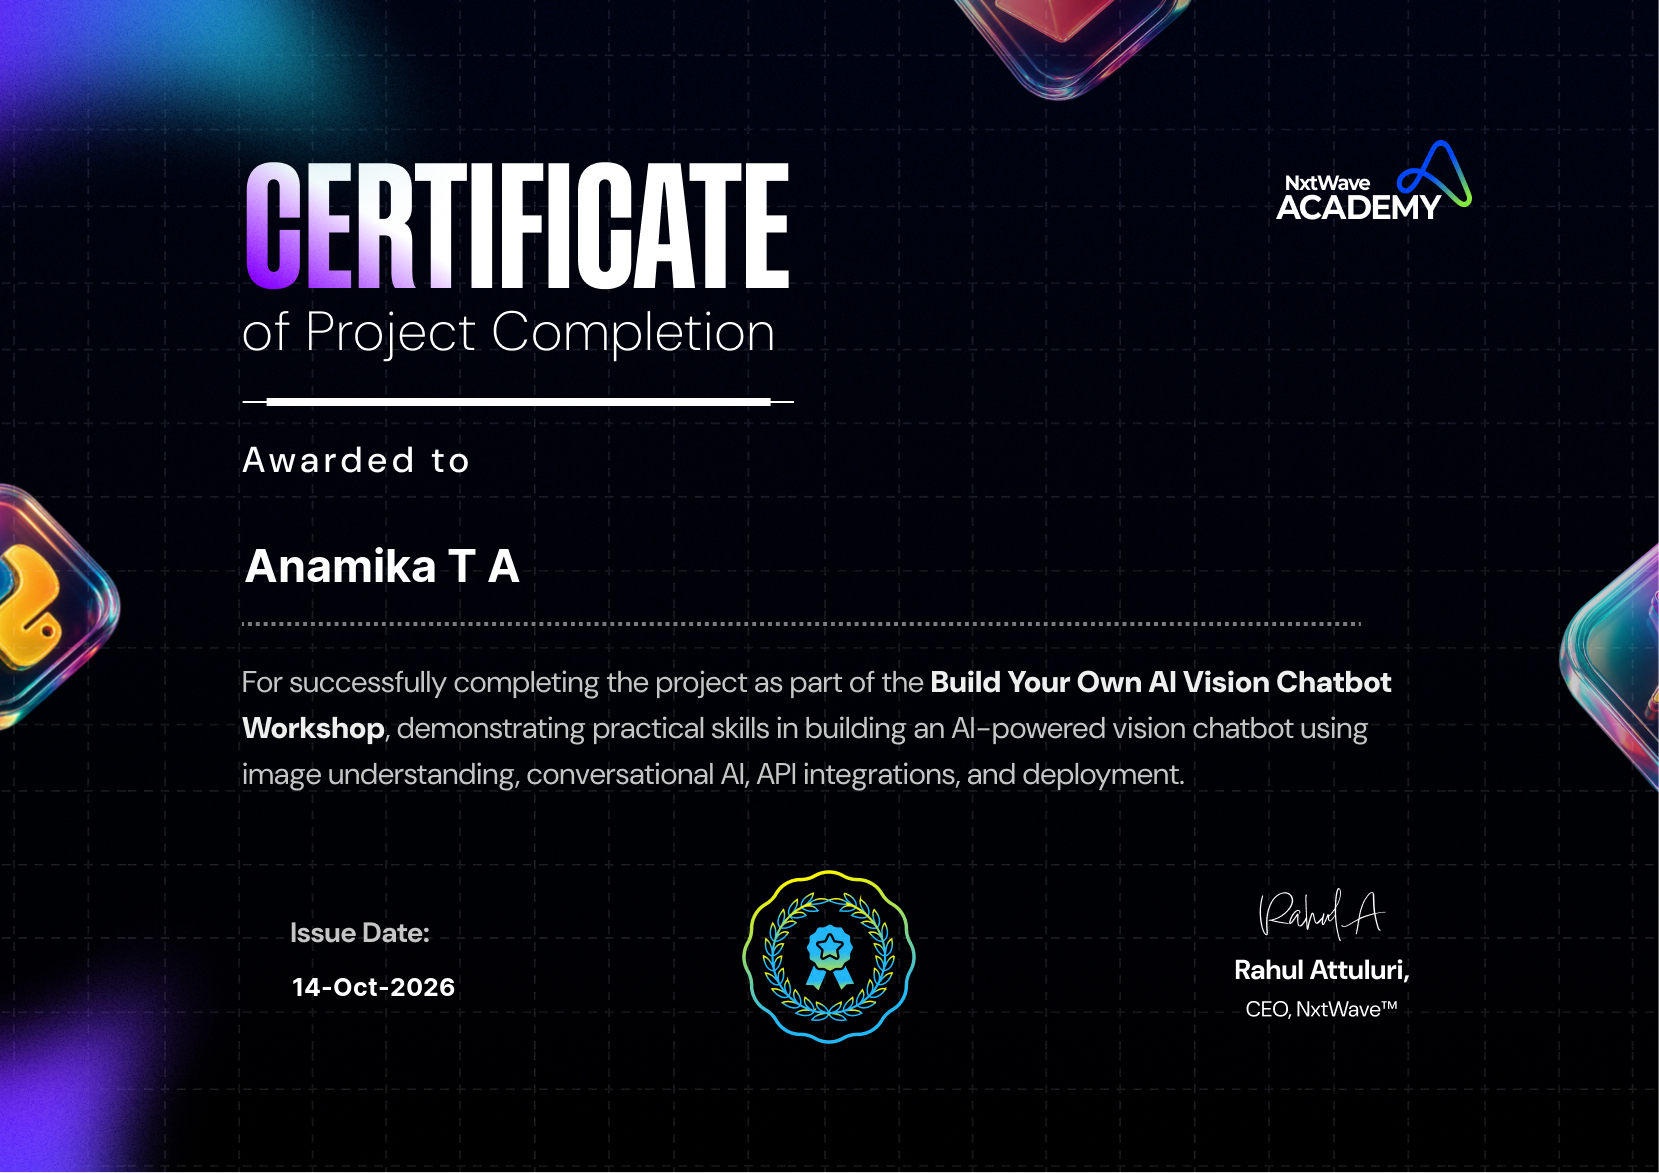 NxtWave
ACADEMY
CERTIFICATE
of Project Completion
Awarded to
Anamika T A
For successfully completing the project as part of the Build Your Own AI Vision Chatbot
Workshop, demonstrating practical skills in building an AI-powered vision chatbot using
image understanding, conversational AI, API integrations, and deployment.
Issue Date:
14-Oct-2026
Rahul A
Rahul Attuluri,
CEO, NxtWave™